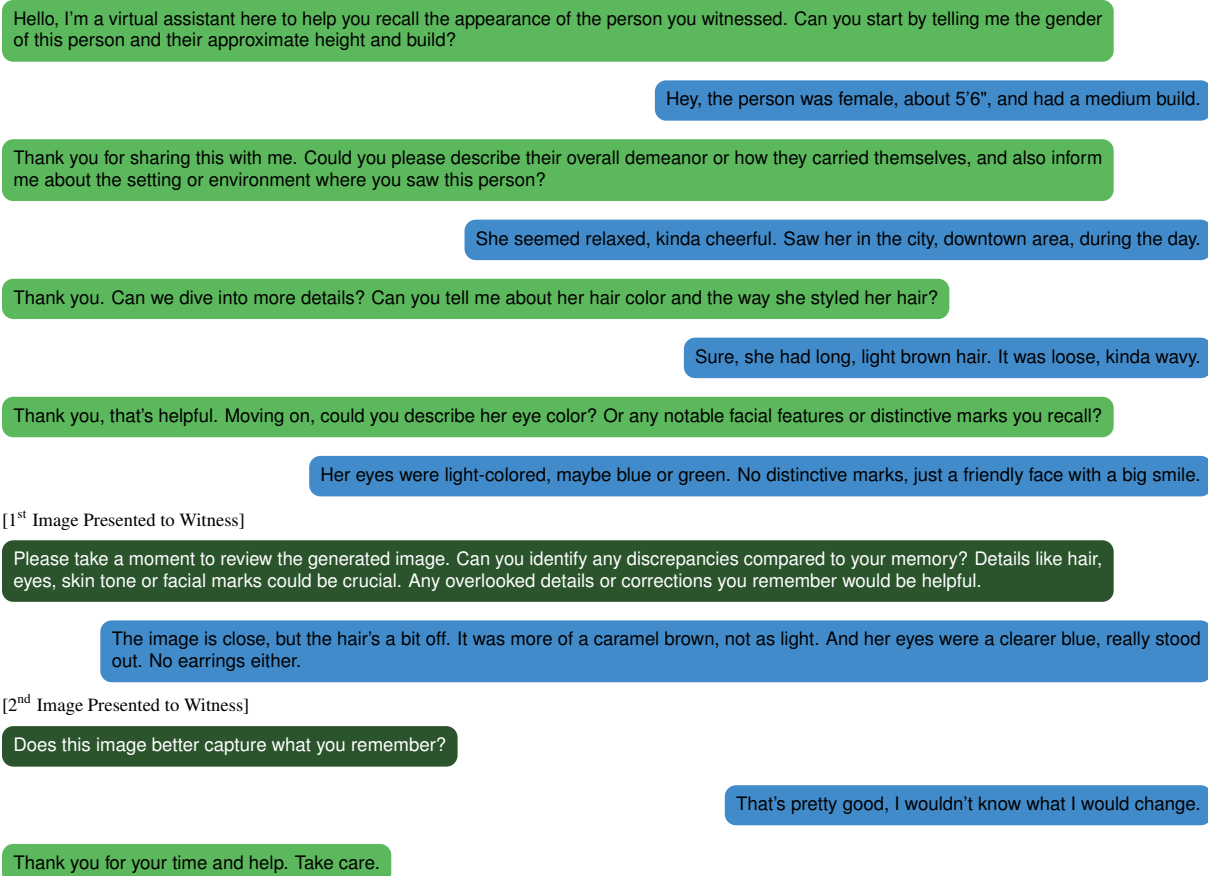 Hello, I'm a virtual assistant here to help you recall the appearance of the person you witnessed. Can you start by telling me the gender
of this person and their approximate height and build?
Hey, the person was female, about 5'6", and had a medium build.
Thank you for sharing this with me. Could you please describe their overall demeanor or how they carried themselves, and also inform
me about the setting or environment where you saw this person?
She seemed relaxed, kinda cheerful. Saw her in the city, downtown area, during the day.
Thank you. Can we dive into more details? Can you tell me about her hair color and the way she styled her hair?
Sure, she had long, light brown hair. It was loose, kinda wavy.
Thank you, that's helpful. Moving on, could you describe her eye color? Or any notable facial features or distinctive marks you recall?
Her eyes were light-colored, maybe blue or green. No distinctive marks, just a friendly face with a big smile.
[1st Image Presented to Witness]
Please take a moment to review the generated image. Can you identify any discrepancies compared to your memory? Details like hair,
eyes, skin tone or facial marks could be crucial. Any overlooked details or corrections you remember would be helpful.
The image is close, but the hair's a bit off. It was more of a caramel brown, not as light. And her eyes were a clearer blue, really stood
out. No earrings either.
[2nd Image Presented to Witness]
Does this image better capture what you remember?
That's pretty good, I wouldn't know what I would change.
Thank you for your time and help. Take care.